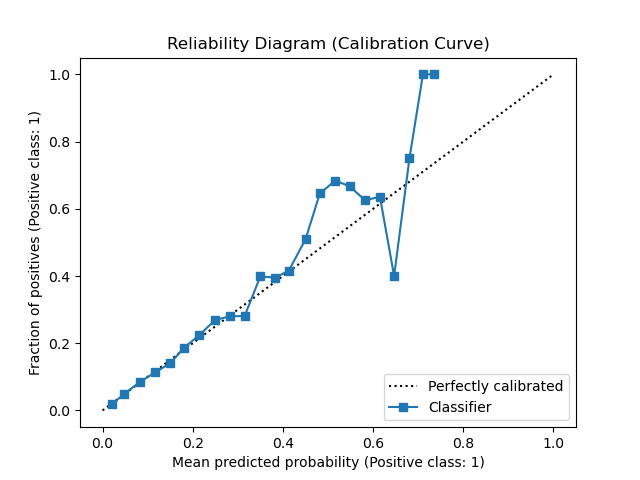 Reliability Diagram (Calibration Curve)
Fraction of positives (Positive class: 1)
1.0
0.8
0.6
0.4
0.2
0.0
0.0 0.2 0.4 0.6 0.8 1.0
Mean predicted probability (Positive class: 1)
Perfectly calibrated
Classifier